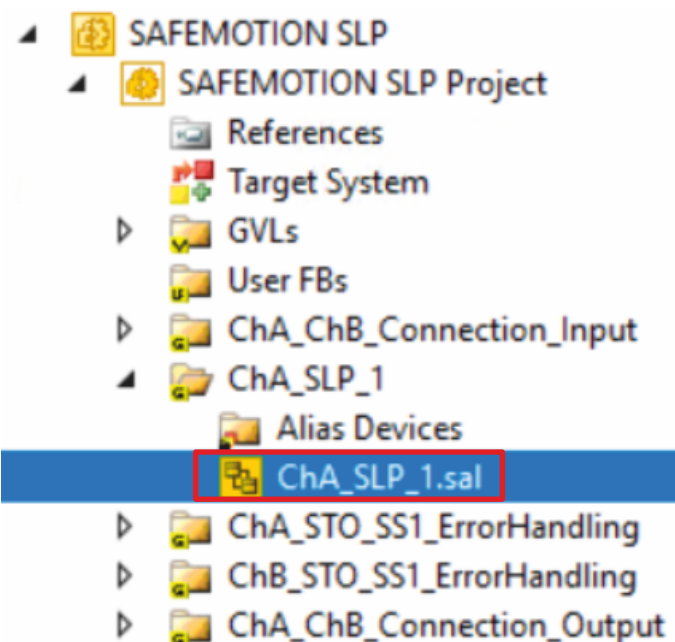 SAFEMOTION SLP
SAFEMOTION SLP Project
References
Target System
GVLs
User FBs
ChA_ChB_Connection_Input
ChA_SLP_1
Alias Devices
ChA_SLP_1.sal
ChA_STO_SS1_ErrorHandling
ChB_STO_SS1_ErrorHandling
ChA_ChB_Connection_Output